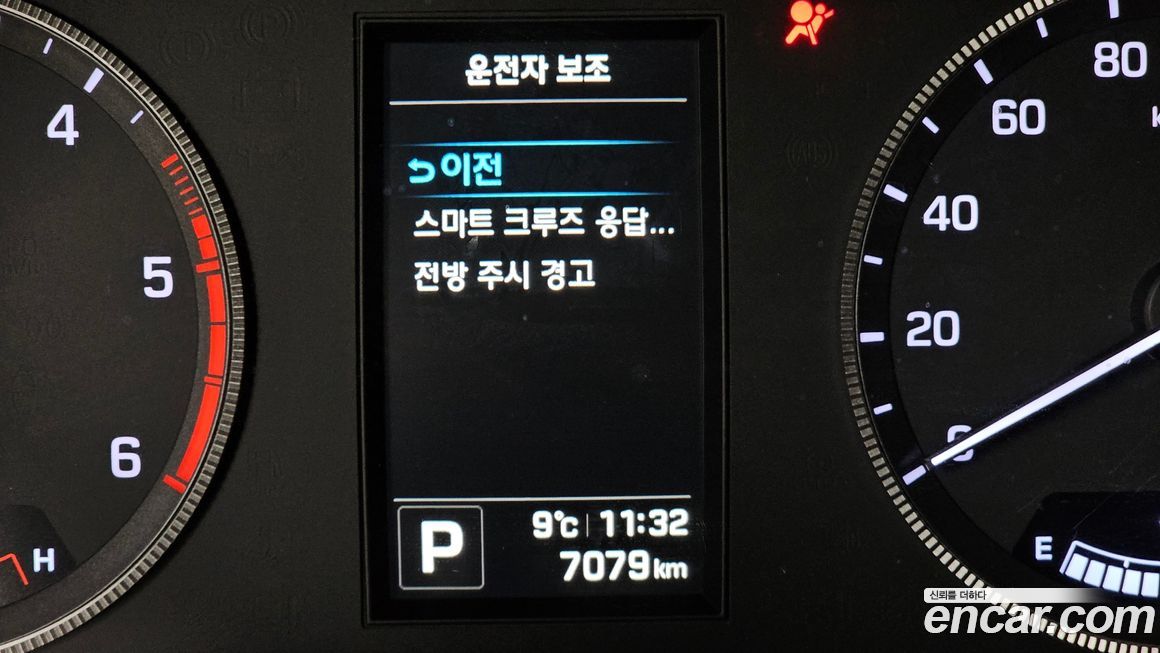 운전자 보조
이전
스마트 크루즈 응답...
전방 주시 경고
P
9°C 11:32
7079 km
4
5
6
H
80
60
40
20
0
E
신뢰를 더하다
encar.com